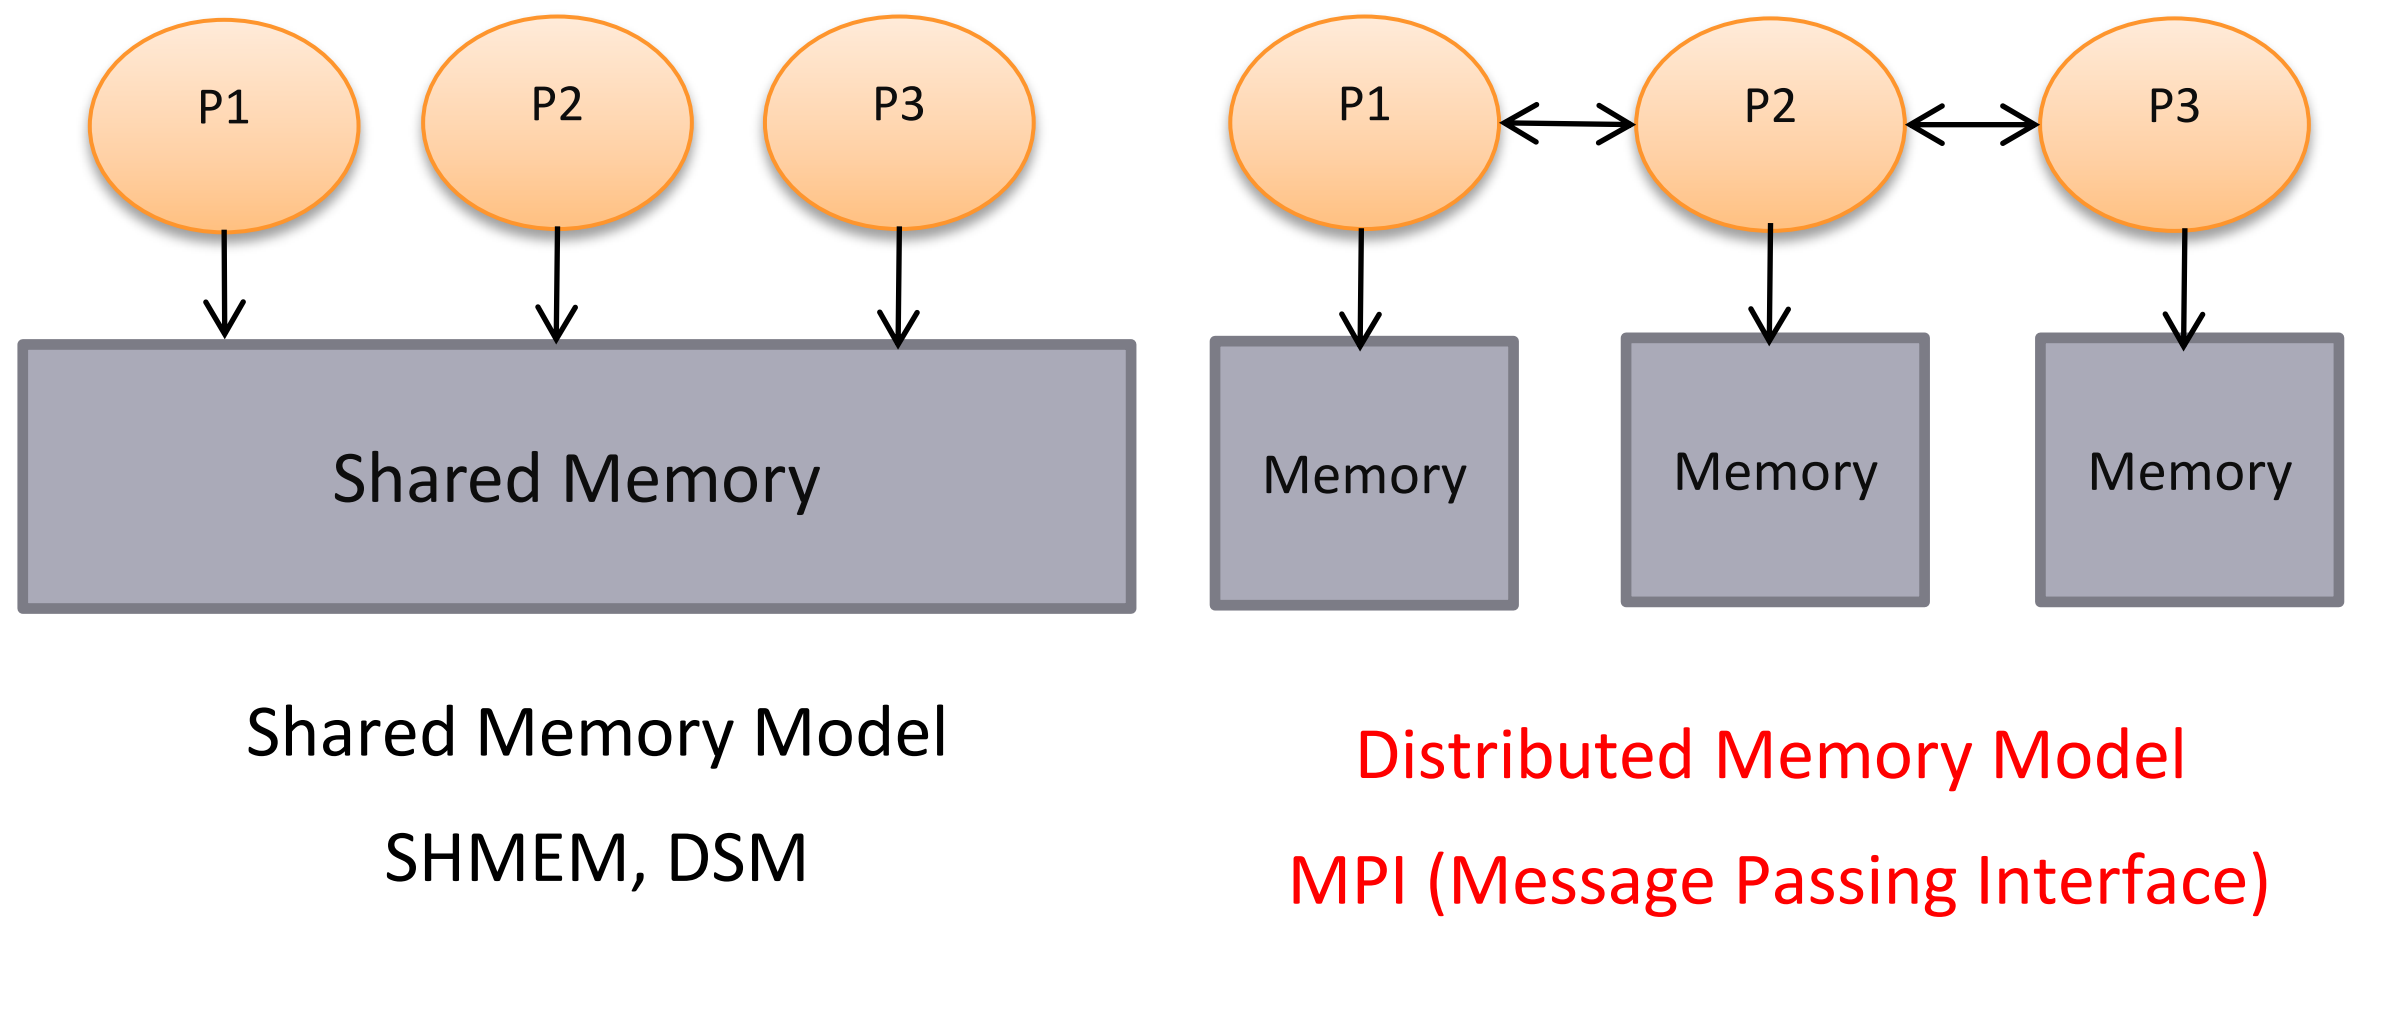 P1
P2
P3
Shared Memory
Shared Memory Model
SHMEM, DSM
P1
P2
P3
Memory
Memory
Memory
Distributed Memory Model
MPI (Message Passing Interface)